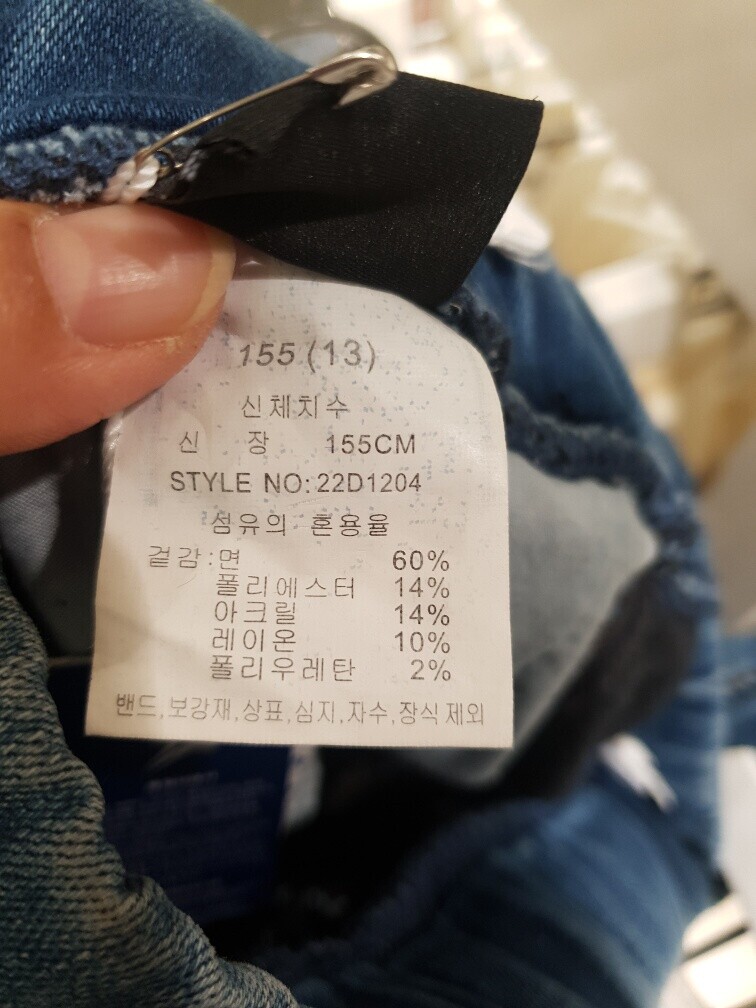 155 (13)
신체치수
신 장 155CM
STYLE NO: 22D1204
섬유의 혼용율
겉감:면 60%
폴리에스터 14%
아크릴 14%
레이온 10%
폴리우레탄 2%
밴드,보강재,상표,심지,자수,장식 제외